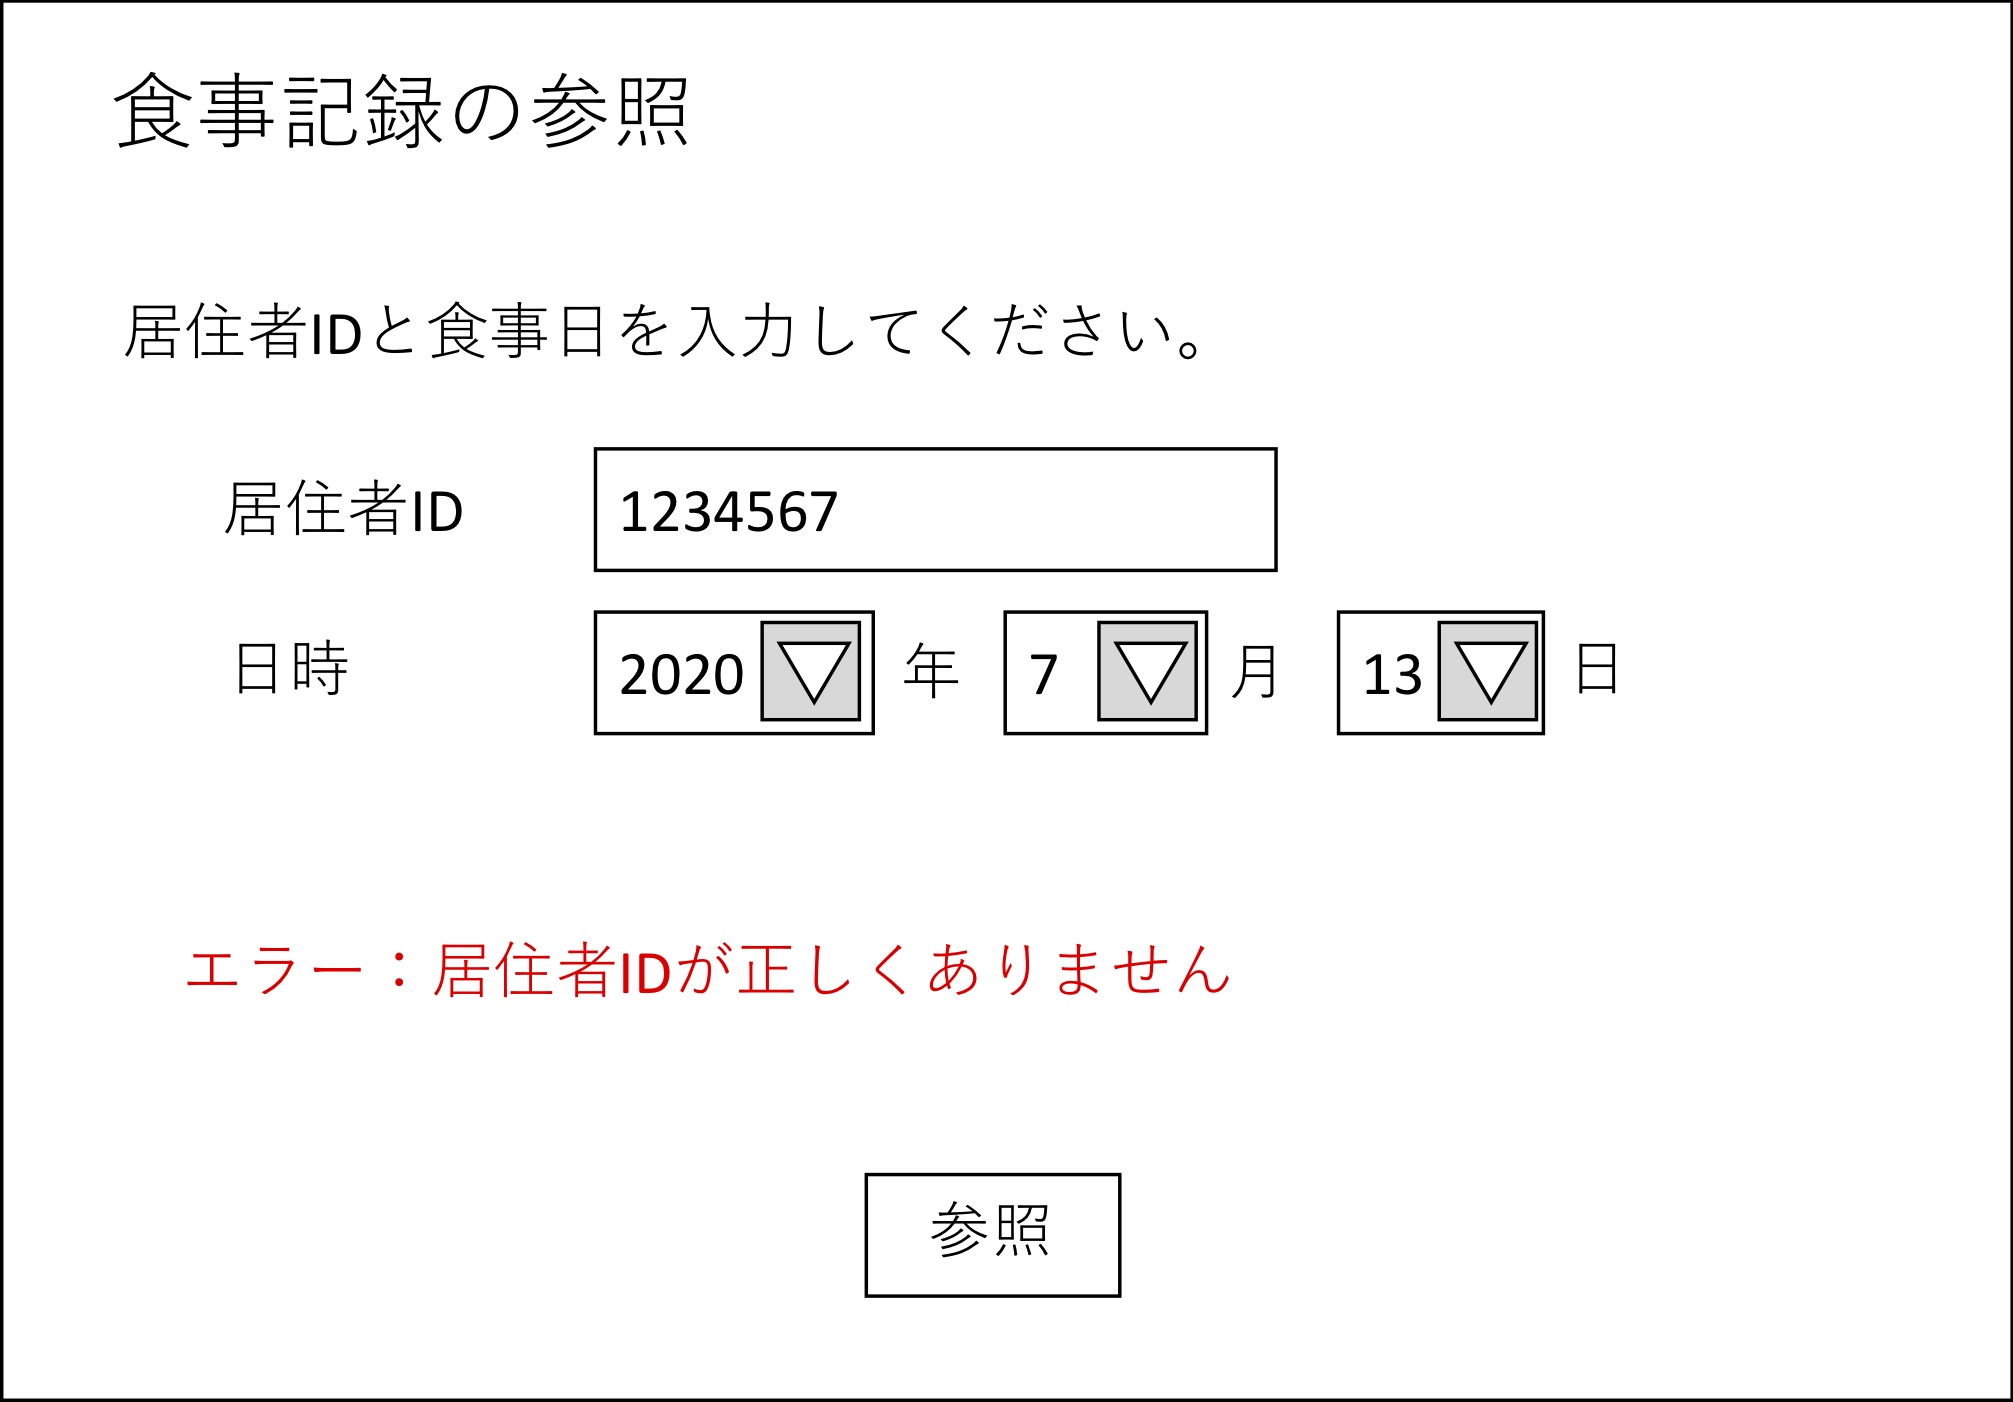 食事記録の参照
居住者IDと食事日を入力してください。
居住者ID 1234567
日時 2020 年 7 月 13 日
エラー：居住者IDが正しくありません
参照